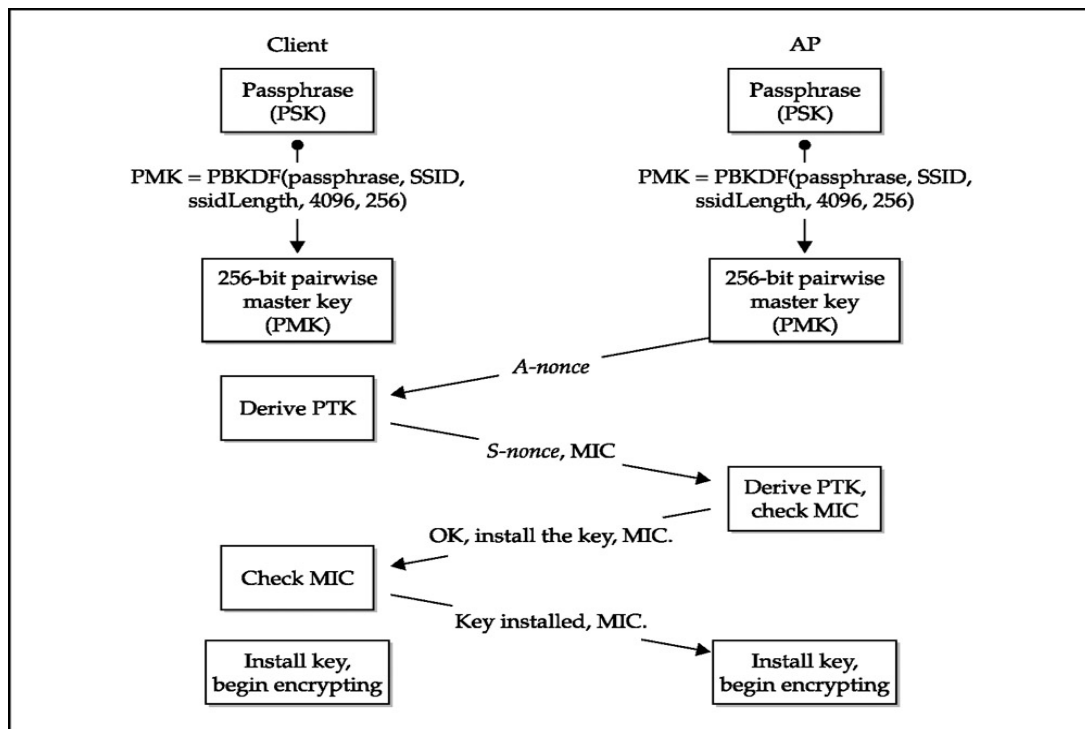 Client
AP
Passphrase
(PSK)
Passphrase
(PSK)
PMK = PBKDF(passphrase, SSID,
ssidLength, 4096, 256)
PMK = PBKDF(passphrase, SSID,
ssidLength, 4096, 256)
256-bit pairwise
master key
(PMK)
256-bit pairwise
master key
(PMK)
A-nonce
Derive PTK
S-nonce, MIC
Derive PTK,
check MIC
OK, install the key, MIC.
Check MIC
Key installed, MIC.
Install key,
begin encrypting
Install key,
begin encrypting